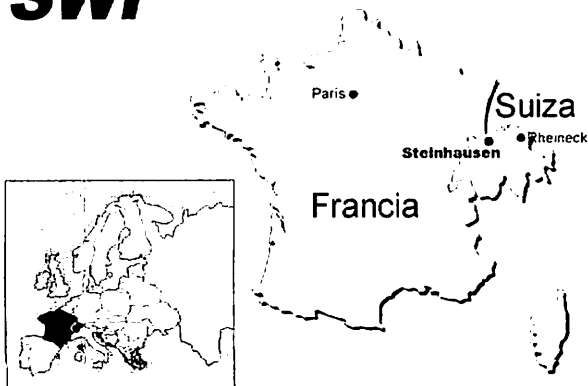 SWI
Paris
Suiza
Rheineck
Steinhausen
Francia